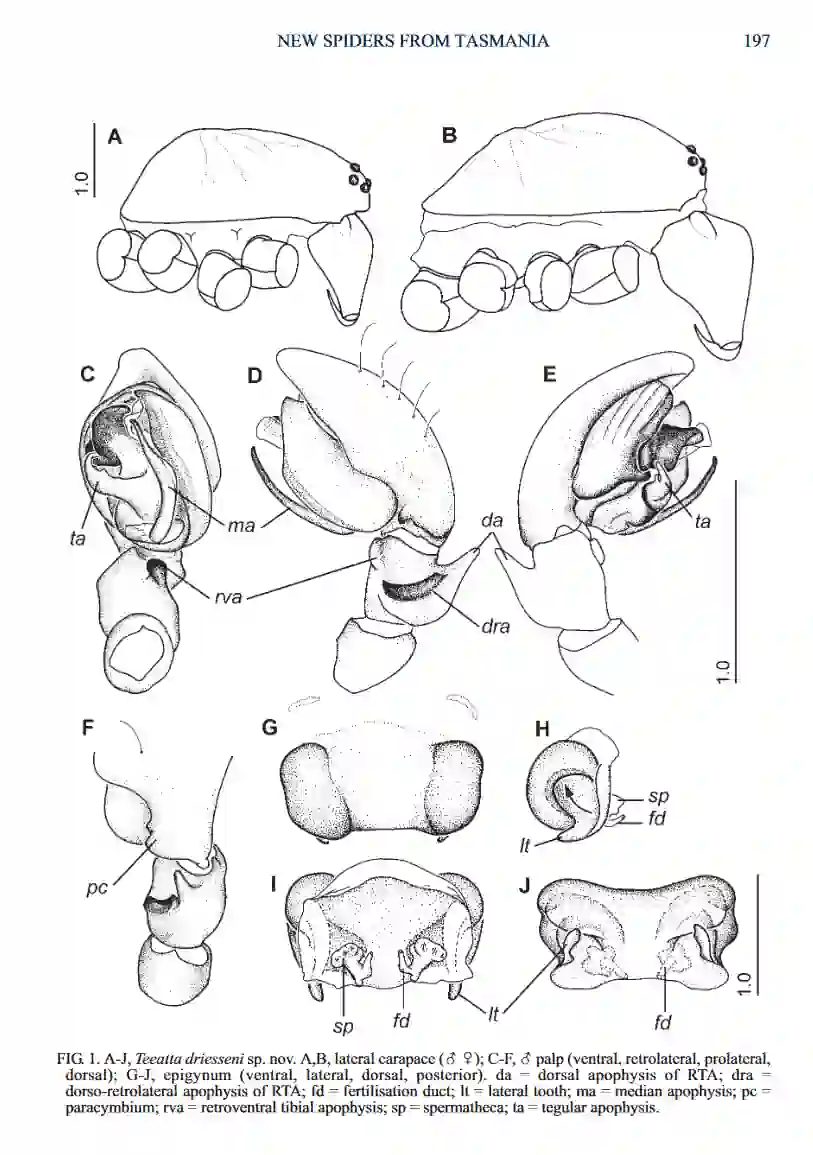 NEW SPIDERS FROM TASMANIA 197
A
B
1.0
C
D
E
ta
ma
da
ta
rva
dra
1.0
F
G
H
sp
fd
lt
pc
I
J
1.0
sp
fd
lt
fd
FIG. 1. A-J, Teeatta driesseni sp. nov. A,B, lateral carapace (♂ ♀); C-F, ♂ palp (ventral, retrolateral, prolateral,
dorsal); G-J, epigynum (ventral, lateral, dorsal, posterior). da = dorsal apophysis of RTA; dra =
dorso-retrolateral apophysis of RTA; fd = fertilisation duct; lt = lateral tooth; ma = median apophysis; pc =
paracymbium; rva = retroventral tibial apophysis; sp = spermatheca; ta = tegular apophysis.